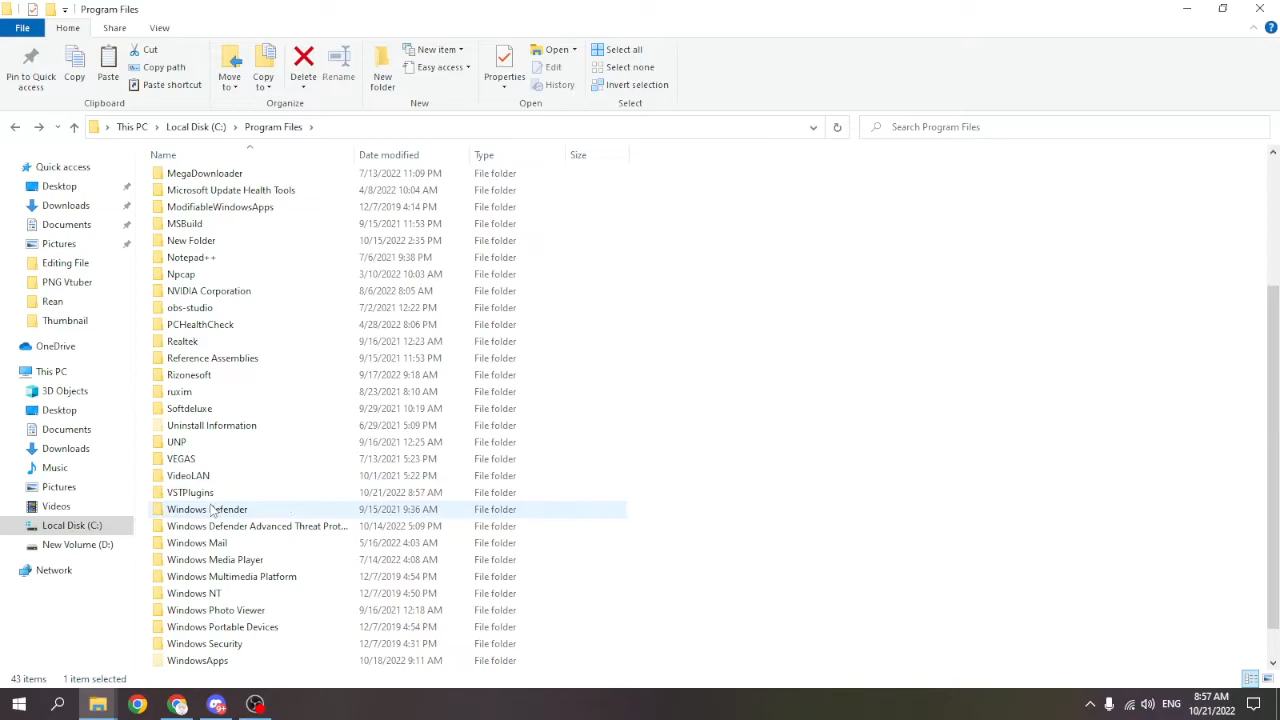 Program Files
File Home Share View
Pin to Quick access
Copy
Paste
Cut
Copy path
Paste shortcut
Clipboard
Move to
Copy to
Delete
Rename
Organize
New folder
New item
Easy access
New
Properties
Open
Edit
History
Open
Select all
Select none
Invert selection
Select
This PC > Local Disk (C:) > Program Files >
Search Program Files
Quick access
Desktop
Downloads
Documents
Pictures
Editing File
PNG Vtuber
Rean
Thumbnail
OneDrive
This PC
3D Objects
Desktop
Documents
Downloads
Music
Pictures
Videos
Local Disk (C:)
New Volume (D:)
Network
Name Date modified Type Size
MegaDownloader 7/13/2022 11:09 PM File folder
Microsoft Update Health Tools 4/8/2022 10:04 AM File folder
ModifiableWindowsApps 12/7/2019 4:14 PM File folder
MSBuild 9/15/2021 11:53 PM File folder
New Folder 10/15/2022 2:35 PM File folder
Notepad++ 7/6/2021 9:38 PM File folder
Npcap 3/10/2022 10:03 AM File folder
NVIDIA Corporation 8/6/2022 8:05 AM File folder
obs-studio 7/2/2021 12:22 PM File folder
PCHealthCheck 4/28/2022 8:06 PM File folder
Realtek 9/16/2021 12:23 AM File folder
Reference Assemblies 9/15/2021 11:53 PM File folder
Rizonesoft 9/17/2022 9:18 AM File folder
ruxim 8/23/2021 8:10 AM File folder
Softdeluxe 9/29/2021 10:19 AM File folder
Uninstall Information 6/29/2021 5:09 PM File folder
UNP 9/16/2021 12:25 AM File folder
VEGAS 7/13/2021 5:23 PM File folder
VideoLAN 10/1/2021 5:22 PM File folder
VSTPlugins 10/21/2022 8:57 AM File folder
Windows Defender 9/15/2021 9:36 AM File folder
Windows Defender Advanced Threat Prot... 10/14/2022 5:09 PM File folder
Windows Mail 5/16/2022 4:03 AM File folder
Windows Media Player 7/14/2022 4:08 AM File folder
Windows Multimedia Platform 12/7/2019 4:54 PM File folder
Windows NT 12/7/2019 4:50 PM File folder
Windows Photo Viewer 9/16/2021 12:18 AM File folder
Windows Portable Devices 12/7/2019 4:54 PM File folder
Windows Security 12/7/2019 4:31 PM File folder
WindowsApps 10/18/2022 9:11 AM File folder
43 items 1 item selected
ENG
8:57 AM
10/21/2022